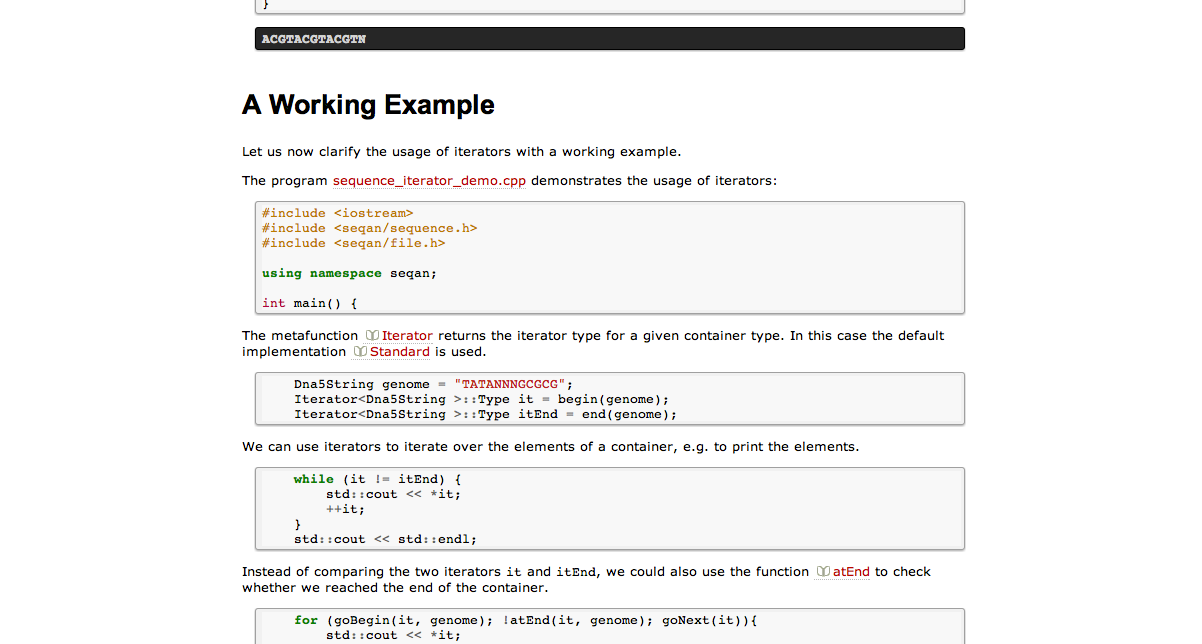 }
ACGTACGTACGTN
A Working Example
Let us now clarify the usage of iterators with a working example.
The program sequence_iterator_demo.cpp demonstrates the usage of iterators:
#include <iostream>
#include <seqan/sequence.h>
#include <seqan/file.h>
using namespace seqan;
int main() {
The metafunction Iterator returns the iterator type for a given container type. In this case the default
implementation Standard is used.
Dna5String genome = "TATANNNGCGCG";
Iterator<Dna5String >::Type it = begin(genome);
Iterator<Dna5String >::Type itEnd = end(genome);
We can use iterators to iterate over the elements of a container, e.g. to print the elements.
while (it != itEnd) {
std::cout << *it;
++it;
}
std::cout << std::endl;
Instead of comparing the two iterators it and itEnd, we could also use the function atEnd to check
whether we reached the end of the container.
for (goBegin(it, genome); !atEnd(it, genome); goNext(it)){
std::cout << *it;